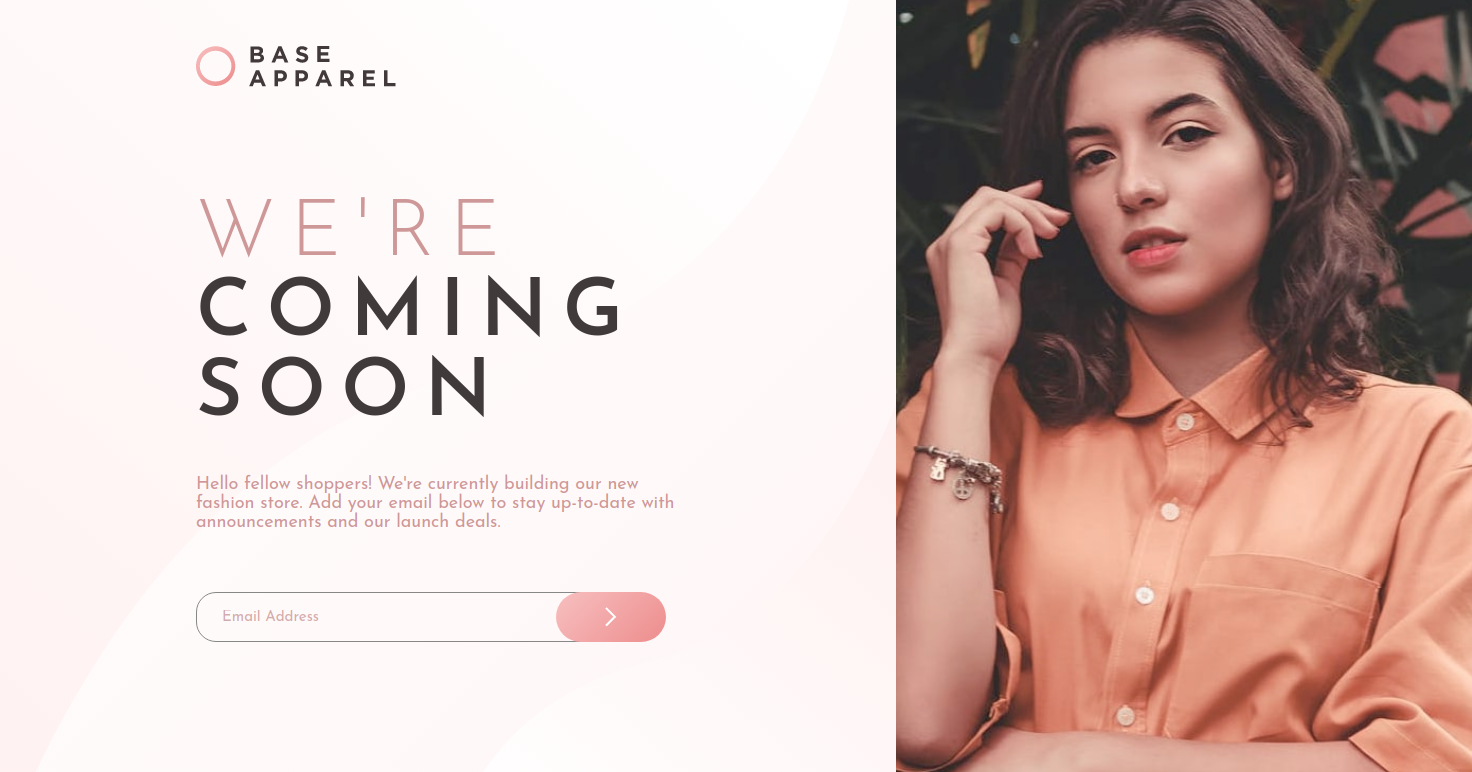 BASE
APPAREL
WE'RE
COMING
SOON
Hello fellow shoppers! We're currently building our new
fashion store. Add your email below to stay up-to-date with
announcements and our launch deals.
Email Address